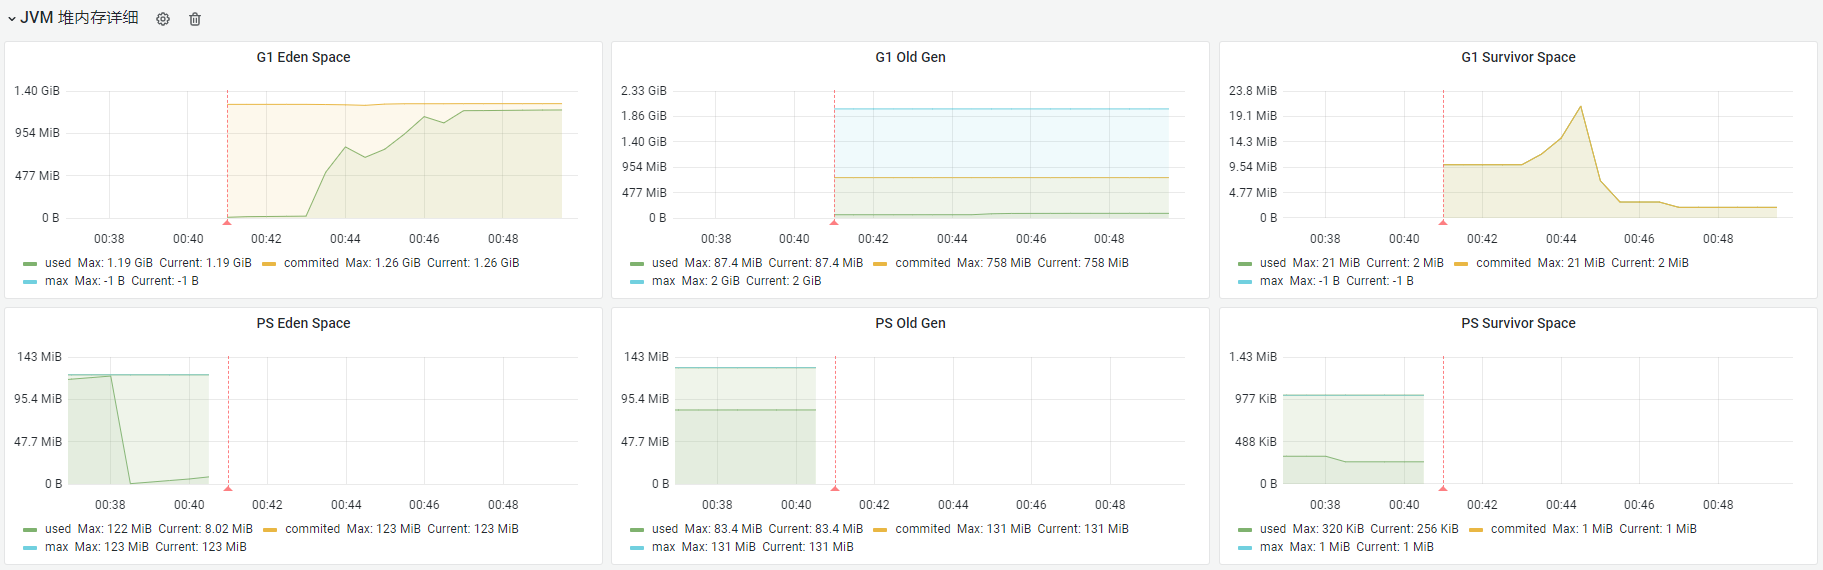 JVM 堆内存详细
G1 Eden Space
1.40 GiB
954 MiB
477 MiB
0 B
00:38 00:40 00:42 00:44 00:46 00:48
used Max: 1.19 GiB Current: 1.19 GiB commited Max: 1.26 GiB Current: 1.26 GiB
max Max: -1 B Current: -1 B
G1 Old Gen
2.33 GiB
1.86 GiB
1.40 GiB
954 MiB
477 MiB
0 B
00:38 00:40 00:42 00:44 00:46 00:48
used Max: 87.4 MiB Current: 87.4 MiB commited Max: 758 MiB Current: 758 MiB
max Max: 2 GiB Current: 2 GiB
G1 Survivor Space
23.8 MiB
19.1 MiB
14.3 MiB
9.54 MiB
4.77 MiB
0 B
00:38 00:40 00:42 00:44 00:46 00:48
used Max: 21 MiB Current: 2 MiB commited Max: 21 MiB Current: 2 MiB
max Max: -1 B Current: -1 B
PS Eden Space
143 MiB
95.4 MiB
47.7 MiB
0 B
00:38 00:40 00:42 00:44 00:46 00:48
used Max: 122 MiB Current: 8.02 MiB commited Max: 123 MiB Current: 123 MiB
max Max: 123 MiB Current: 123 MiB
PS Old Gen
143 MiB
95.4 MiB
47.7 MiB
0 B
00:38 00:40 00:42 00:44 00:46 00:48
used Max: 83.4 MiB Current: 83.4 MiB commited Max: 131 MiB Current: 131 MiB
max Max: 131 MiB Current: 131 MiB
PS Survivor Space
1.43 MiB
977 KiB
488 KiB
0 B
00:38 00:40 00:42 00:44 00:46 00:48
used Max: 320 KiB Current: 256 KiB commited Max: 1 MiB Current: 1 MiB
max Max: 1 MiB Current: 1 MiB